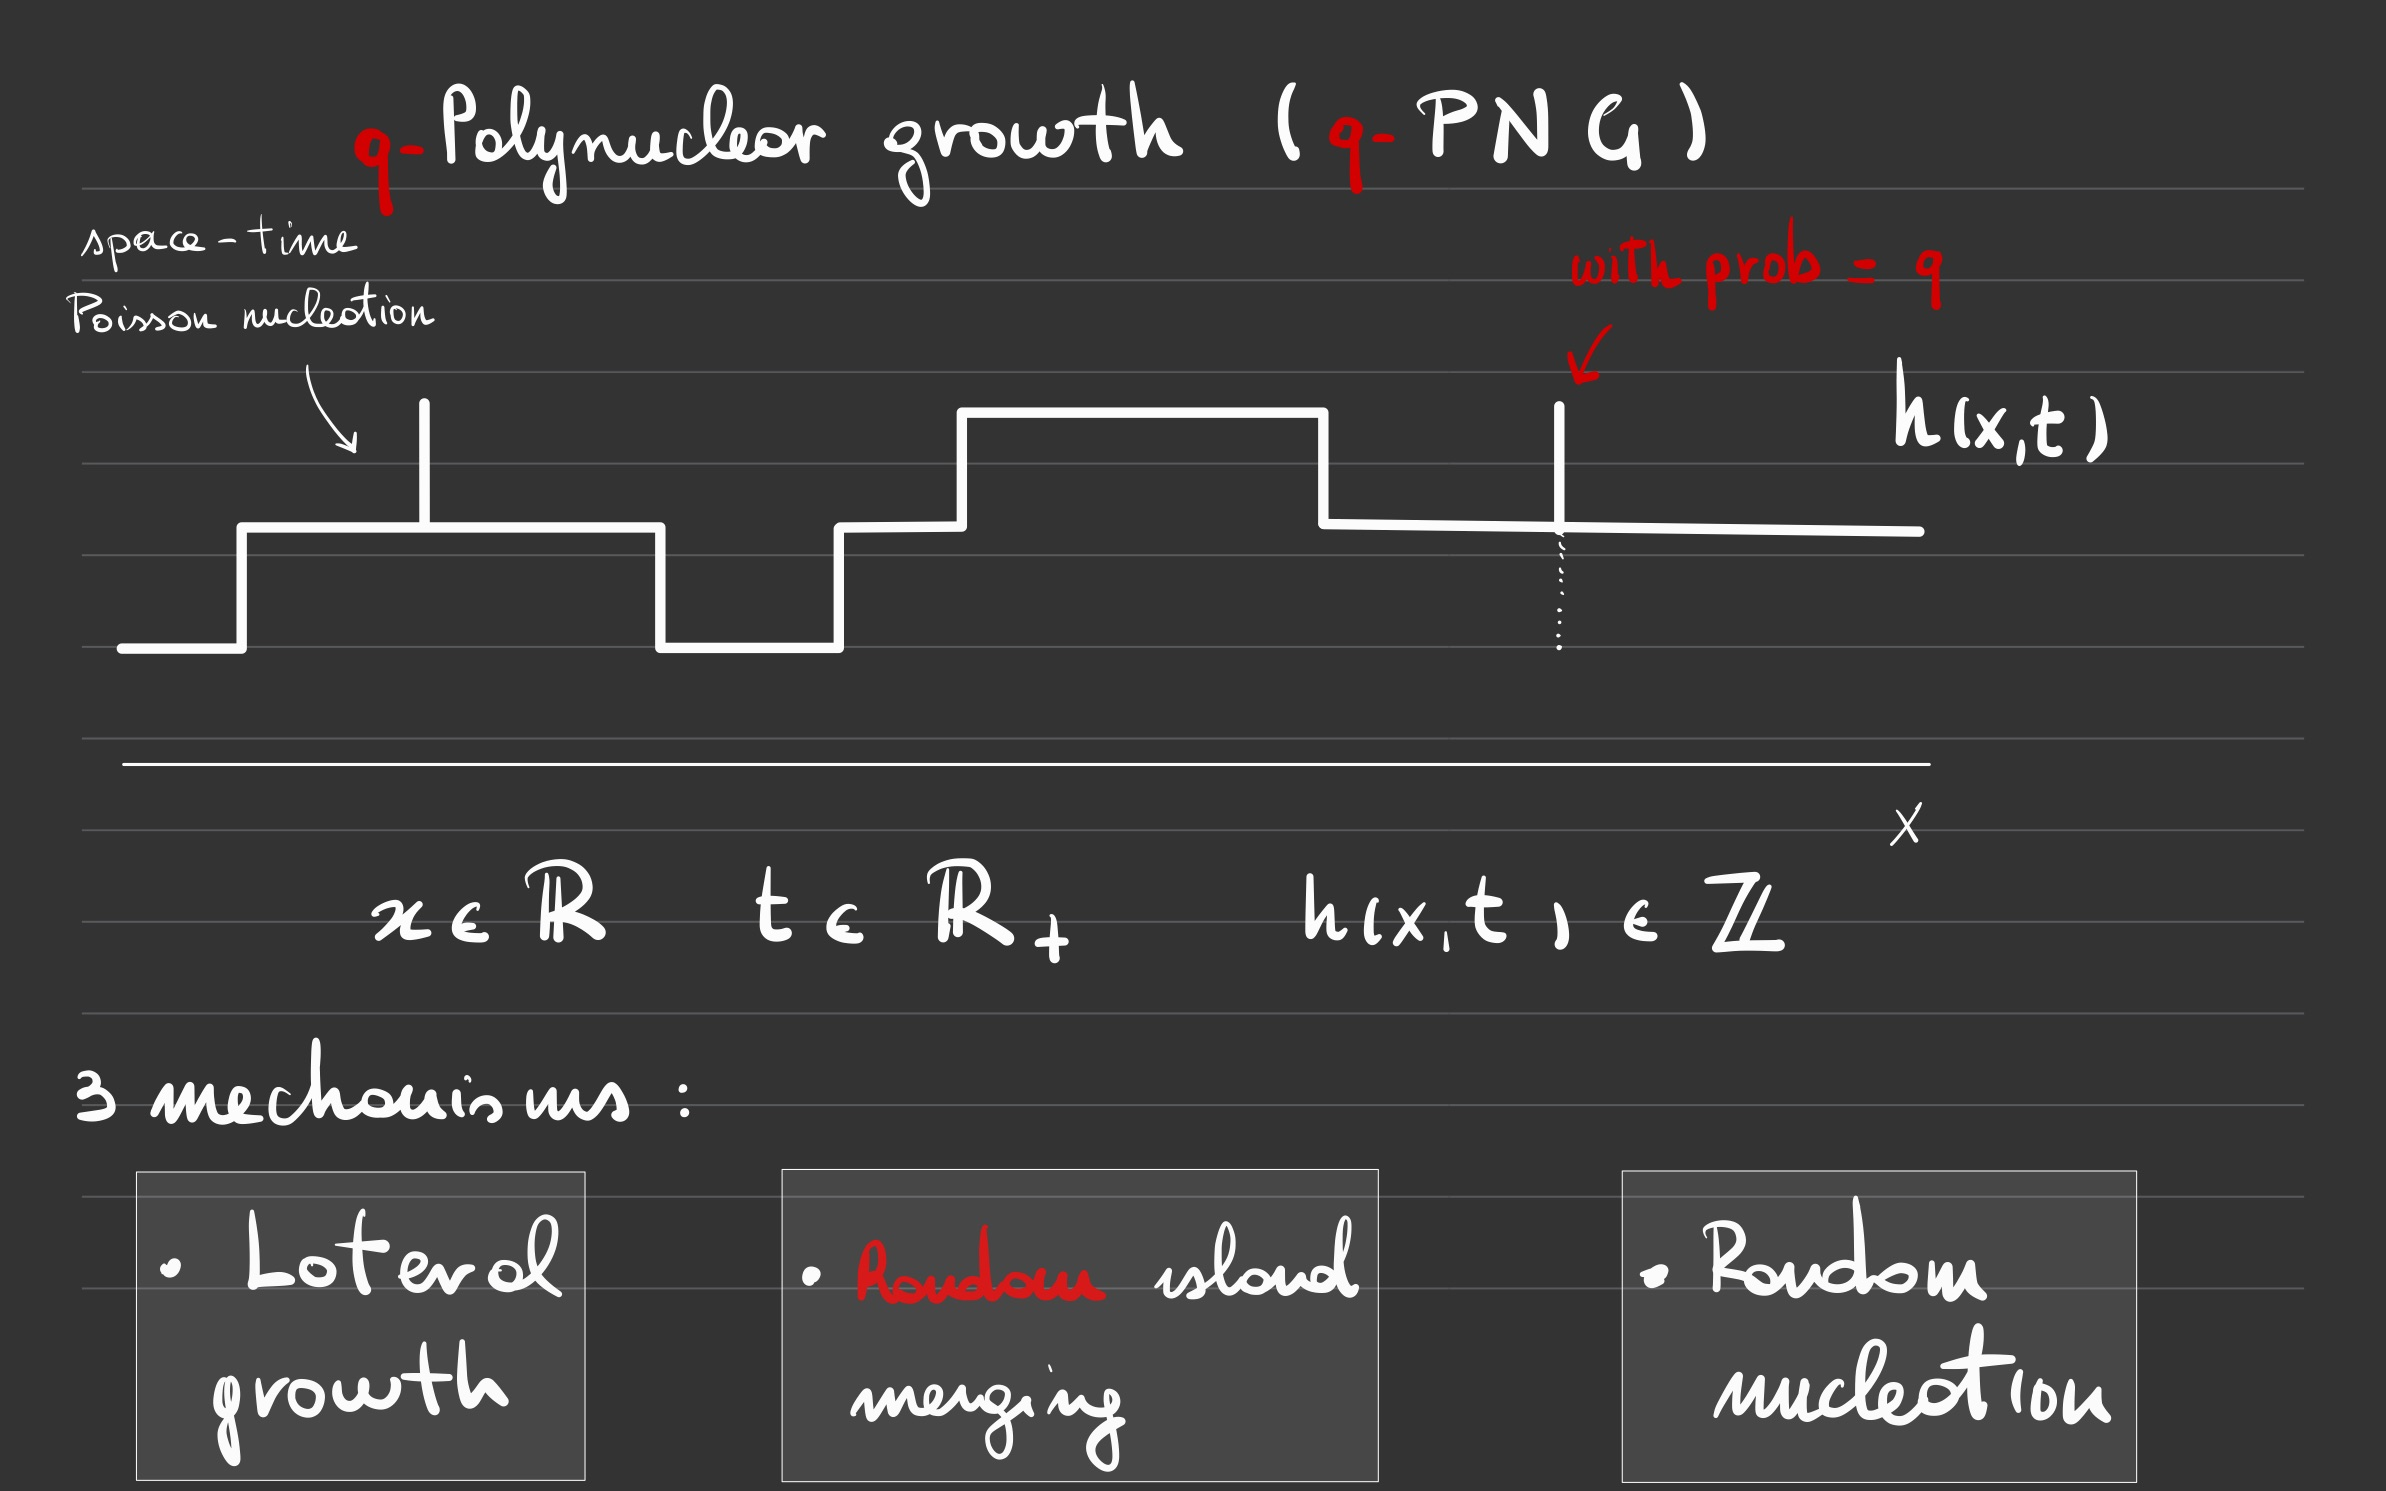 q-Polynuclear growth (q-PNG)
space-time
Poisson nucleation
with prob = q
h(x,t)
x
x ∈ ℝ t ∈ ℝ₊ h(x,t) ∈ ℤ
3 mechanisms :
• Lateral
growth
• Random island
merging
• Random
nucleation